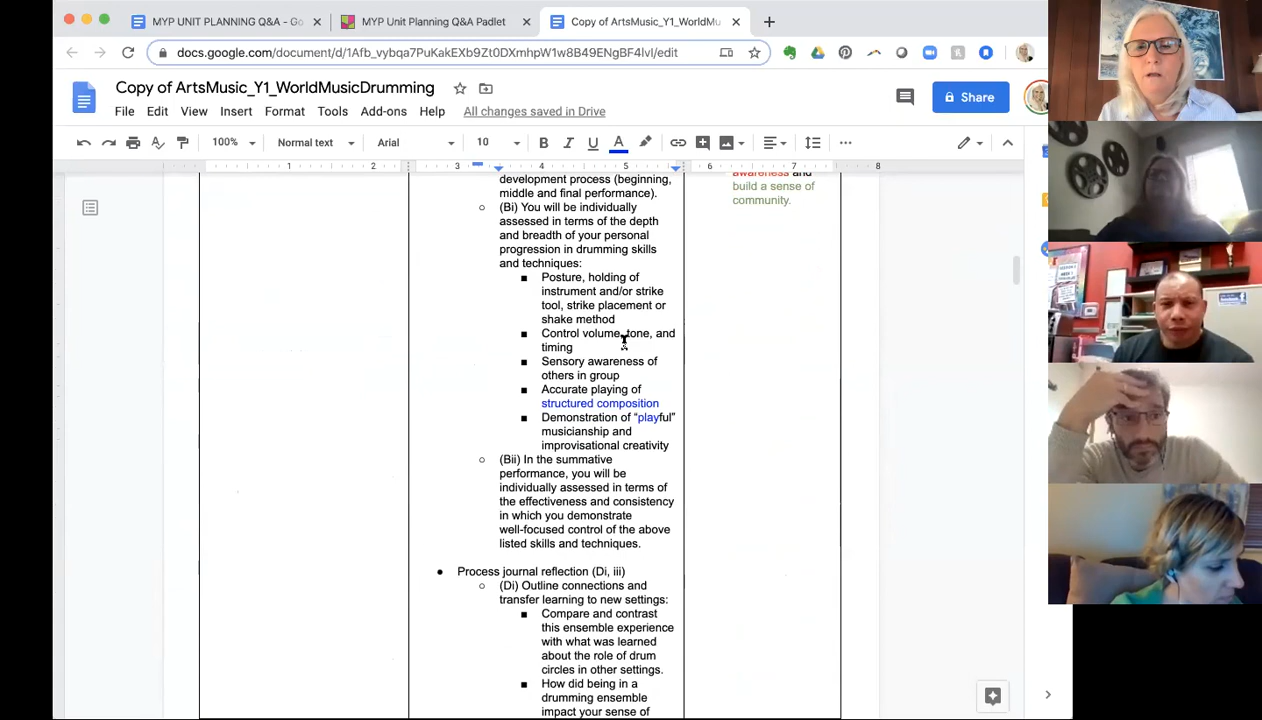 MYP UNIT PLANNING Q&A - Go
MYP Unit Planning Q&A Padlet
Copy of ArtsMusic_Y1_WorldMu
docs.google.com/document/d/1Afb_vybqa7PuKakEXI9Zt0DXmhpW1w8B49ENgBF4lvI/edit
Copy of ArtsMusic_Y1_WorldMusicDrumming
File Edit View Insert Format Tools Add-ons Help All changes saved in Drive
Share
100% Normal text Arial 10 B I U A
1 2 3 4 5 6 7 8
development process (beginning,
middle and final performance).
(Bi) You will be individually
assessed in terms of the depth
and breadth of your personal
progression in drumming skills
and techniques:
Posture, holding of
instrument and/or strike
tool, strike placement or
shake method
Control volume, tone, and
timing
Sensory awareness of
others in group
Accurate playing of
structured composition
Demonstration of “playful”
musicianship and
improvisational creativity
(Bii) In the summative
performance, you will be
individually assessed in terms of
the effectiveness and consistency
in which you demonstrate
well-focused control of the above
listed skills and techniques.
Process journal reflection (Di, iii)
(Di) Outline connections and
transfer learning to new settings:
Compare and contrast
this ensemble experience
with what was learned
about the role of drum
circles in other settings.
How did being in a
drumming ensemble
impact your sense of
awareness and
build a sense of
community.